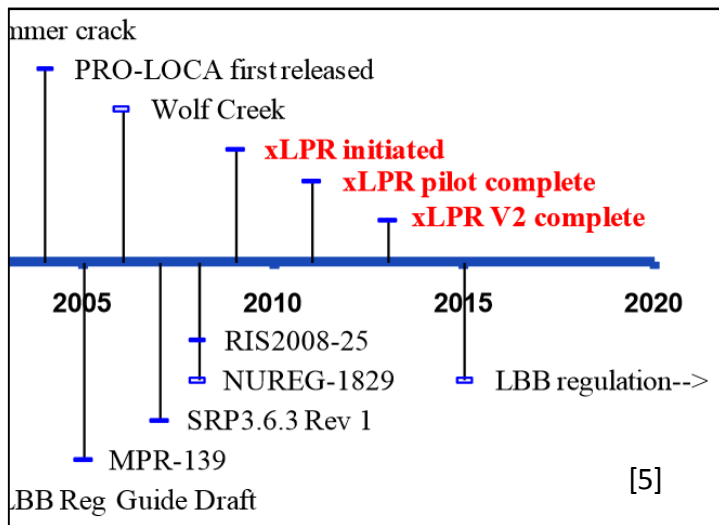 mmer crack
PRO-LOCA first released
Wolf Creek
xLPR initiated
xLPR pilot complete
xLPR V2 complete
2005 2010 2015 2020
RIS2008-25
NUREG-1829 LBB regulation-->
SRP3.6.3 Rev 1
MPR-139
[5]
LBB Reg Guide Draft